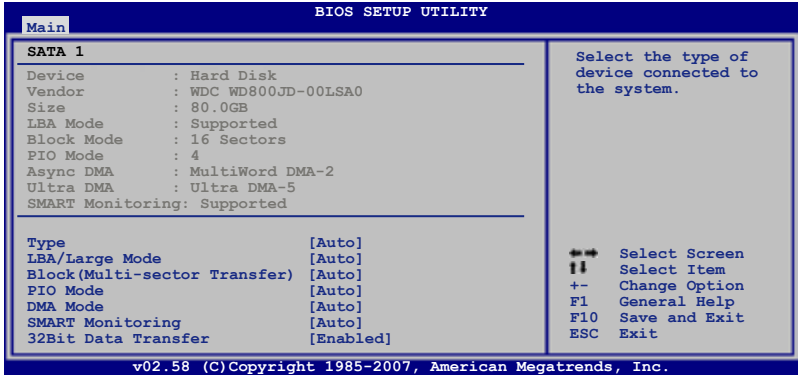 BIOS SETUP UTILITY
Main
SATA 1
Device : Hard Disk
Vendor : WDC WD800JD-00LSA0
Size : 80.0GB
LBA Mode : Supported
Block Mode : 16 Sectors
PIO Mode : 4
Async DMA : MultiWord DMA-2
Ultra DMA : Ultra DMA-5
SMART Monitoring: Supported
Type [Auto]
LBA/Large Mode [Auto]
Block(Multi-sector Transfer) [Auto]
PIO Mode [Auto]
DMA Mode [Auto]
SMART Monitoring [Auto]
32Bit Data Transfer [Enabled]
Select the type of
device connected to
the system.
←→ Select Screen
↑↓ Select Item
+- Change Option
F1 General Help
F10 Save and Exit
ESC Exit
v02.58 (C)Copyright 1985-2007, American Megatrends, Inc.